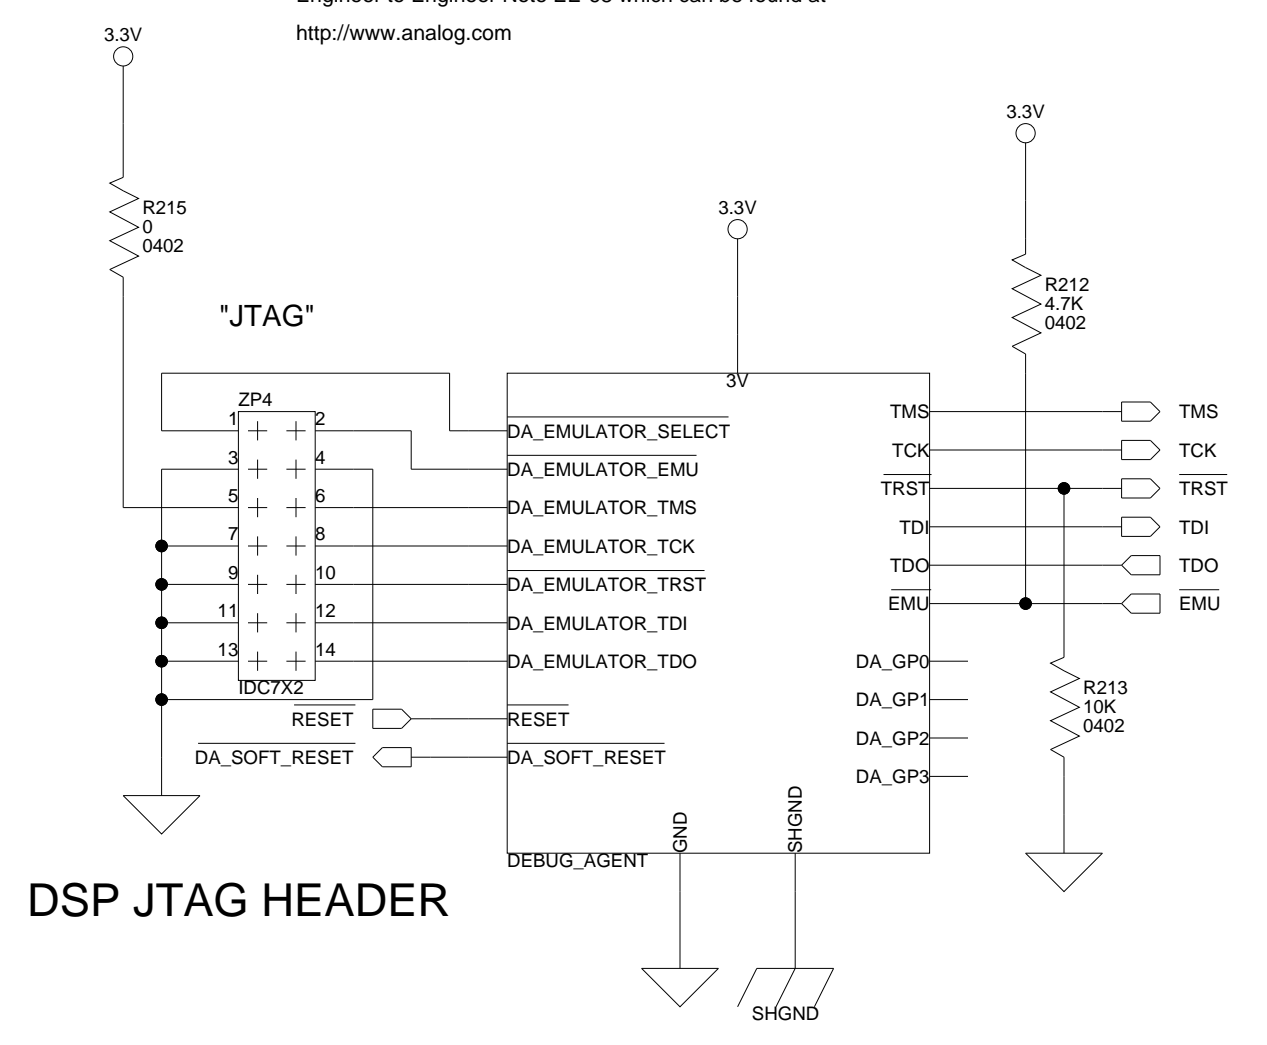 http://www.analog.com
3.3V
3.3V
3.3V
R215
0
0402
R212
4.7K
0402
"JTAG"
3V
ZP4
1 2
3 4
5 6
7 8
9 10
11 12
13 14
IDC7X2
DA_EMULATOR_SELECT
DA_EMULATOR_EMU
DA_EMULATOR_TMS
DA_EMULATOR_TCK
DA_EMULATOR_TRST
DA_EMULATOR_TDI
DA_EMULATOR_TDO
RESET RESET
DA_SOFT_RESET DA_SOFT_RESET
TMS TMS
TCK TCK
TRST TRST
TDI TDI
TDO TDO
EMU EMU
DA_GP0
DA_GP1
DA_GP2
DA_GP3
R213
10K
0402
GND
SHGND
DEBUG_AGENT
DSP JTAG HEADER
SHGND